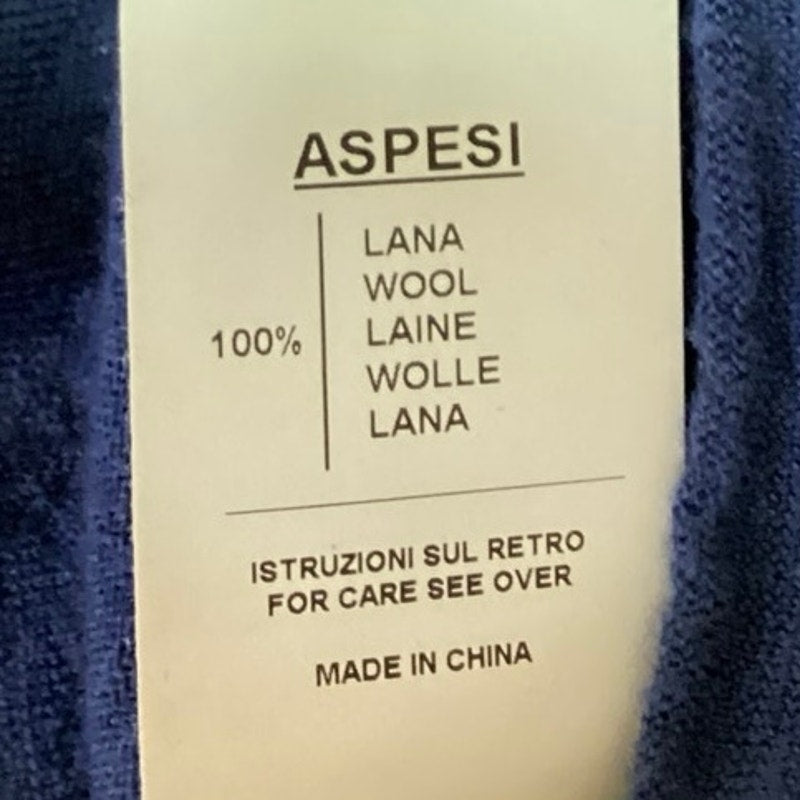 ASPESI
100%
LANA
WOOL
LAINE
WOLLE
LANA
ISTRUZIONI SUL RETRO
FOR CARE SEE OVER
MADE IN CHINA